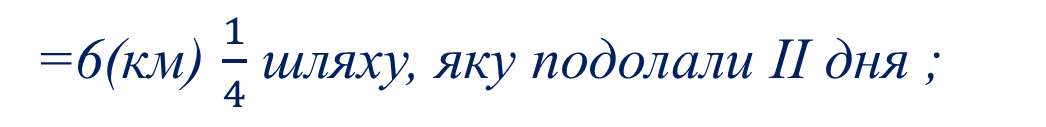 =6(км) 1/4 шляху, яку подолали II дня ;